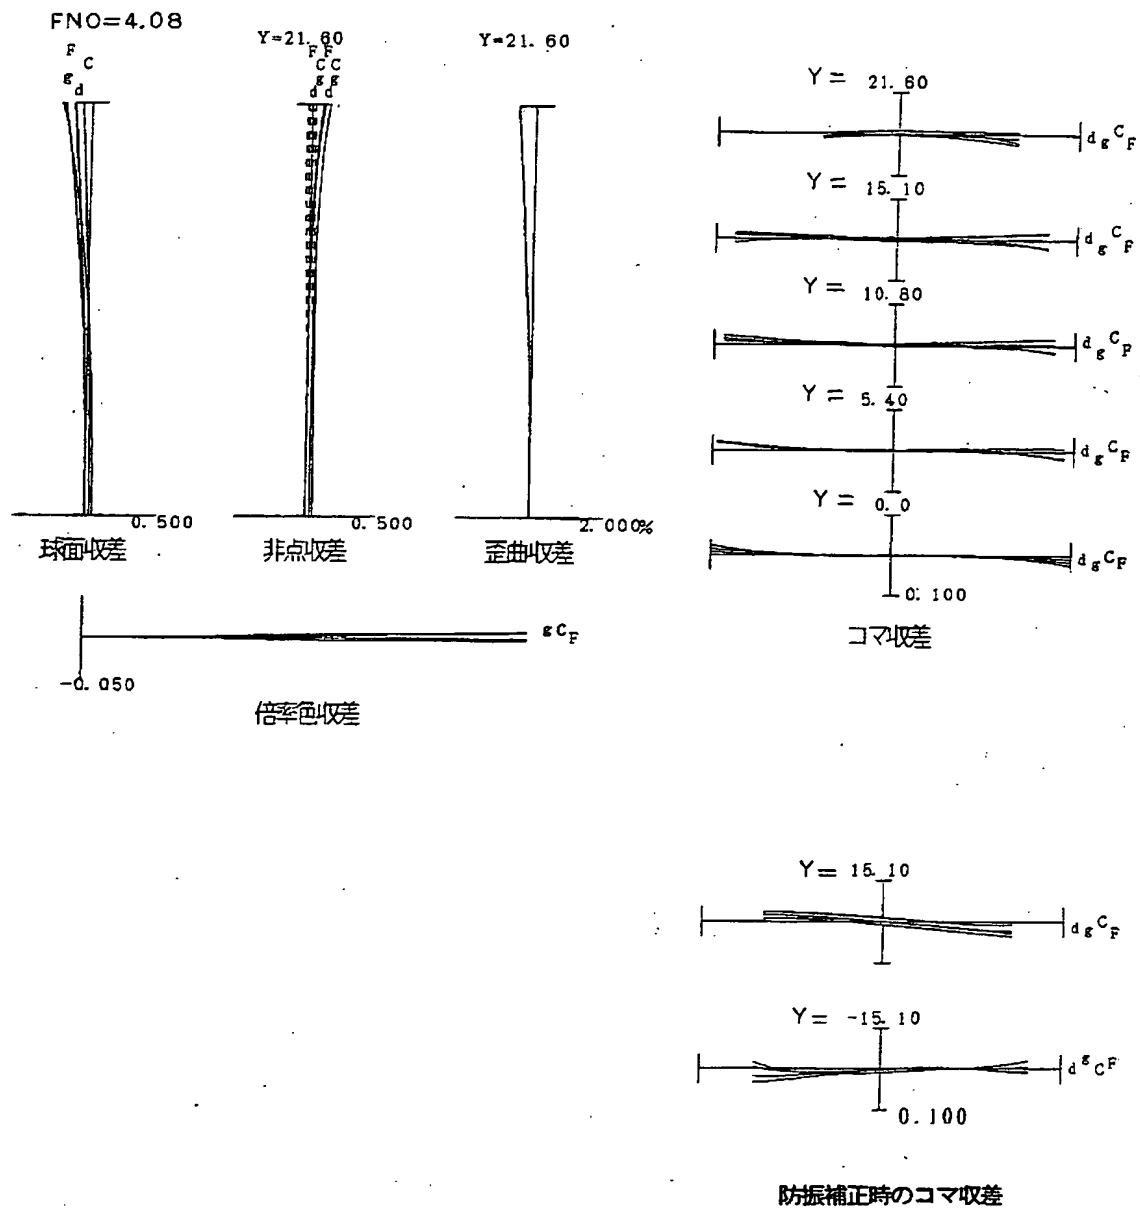 FNO=4.08
F C
g d
Y=21.60
F F
C C
g g
d d
Y=21.60
0.500
球面収差
0.500
非点収差
2.000%
歪曲収差
g C F
-0.050
倍率色収差
Y= 21.60
d g C F
Y= 15.10
d g C F
Y= 10.80
d g C F
Y= 5.40
d g C F
Y= 0.0
d g C F
0.100
コマ収差
Y= 15.10
d g C F
Y= -15.10
d g C F
0.100
防振補正時のコマ収差